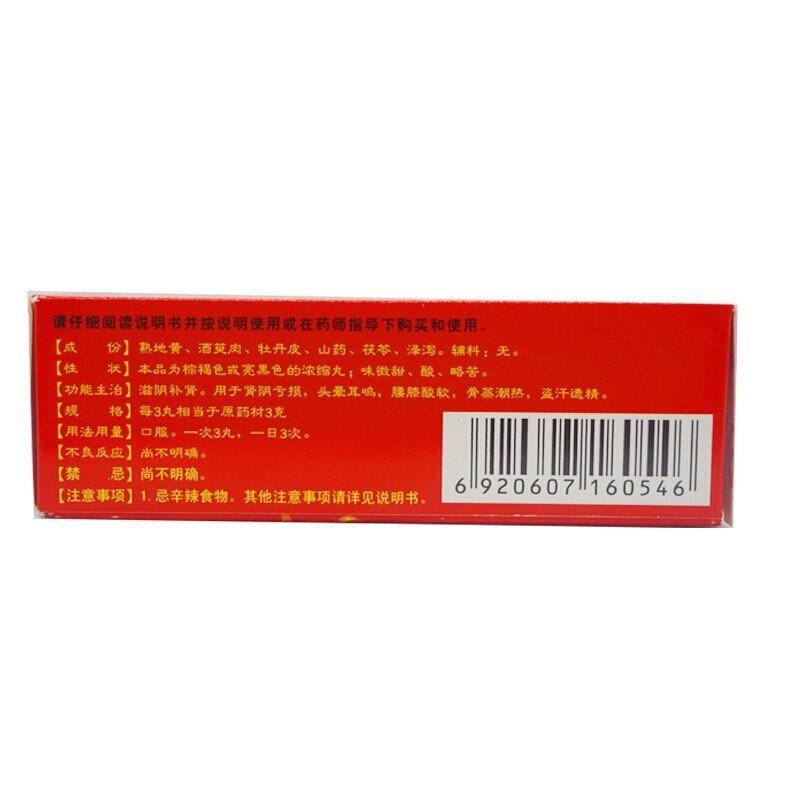 请仔细阅读说明书并按说明使用或在药师指导下购买和使用。
【成 份】熟地黄、酒萸肉、牡丹皮、山药、茯苓、泽泻。辅料：无。
【性 状】本品为棕褐色或亮黑色的浓缩丸；味微甜、酸、略苦。
【功能主治】滋阴补肾。用于肾阴亏损，头晕耳鸣，腰膝酸软，骨蒸潮热，盗汗遗精。
【规 格】每3丸相当于原药材3克
【用法用量】口服。一次3丸，一日3次。
【不良反应】尚不明确。
【禁 忌】尚不明确。
【注意事项】1. 忌辛辣食物。其他注意事项请详见说明书。
6 920607 160546